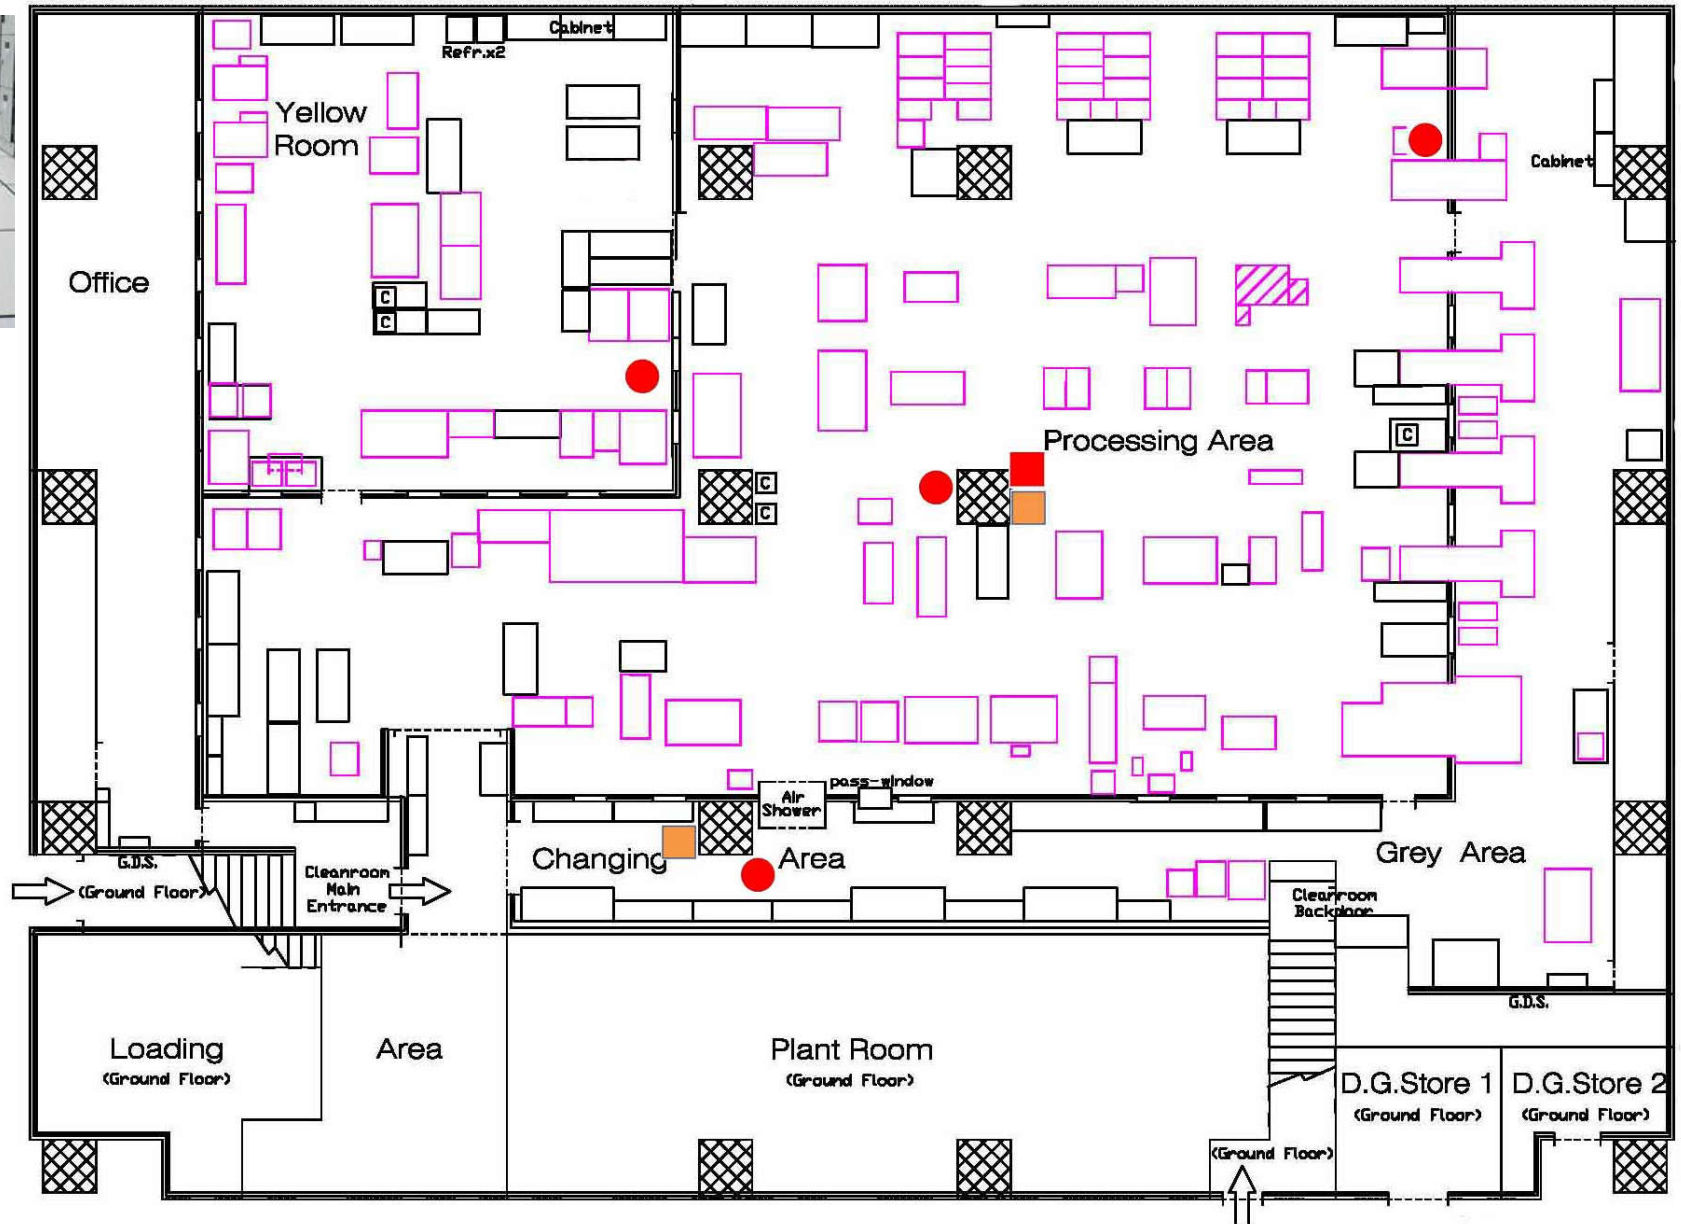 Cabinet
Refr.x2
Yellow
Room
Cabinet
Office
C
C
Processing Area
C
C
C
pass-window
Air
Shower
Changing Area
Grey Area
G.D.S.
(Ground Floor)
Cleanroom
Main
Entrance
Cleanroom
Backdoor
G.D.S.
Loading Area
(Ground Floor)
Plant Room
(Ground Floor)
D.G.Store 1
(Ground Floor)
D.G.Store 2
(Ground Floor)
(Ground Floor)